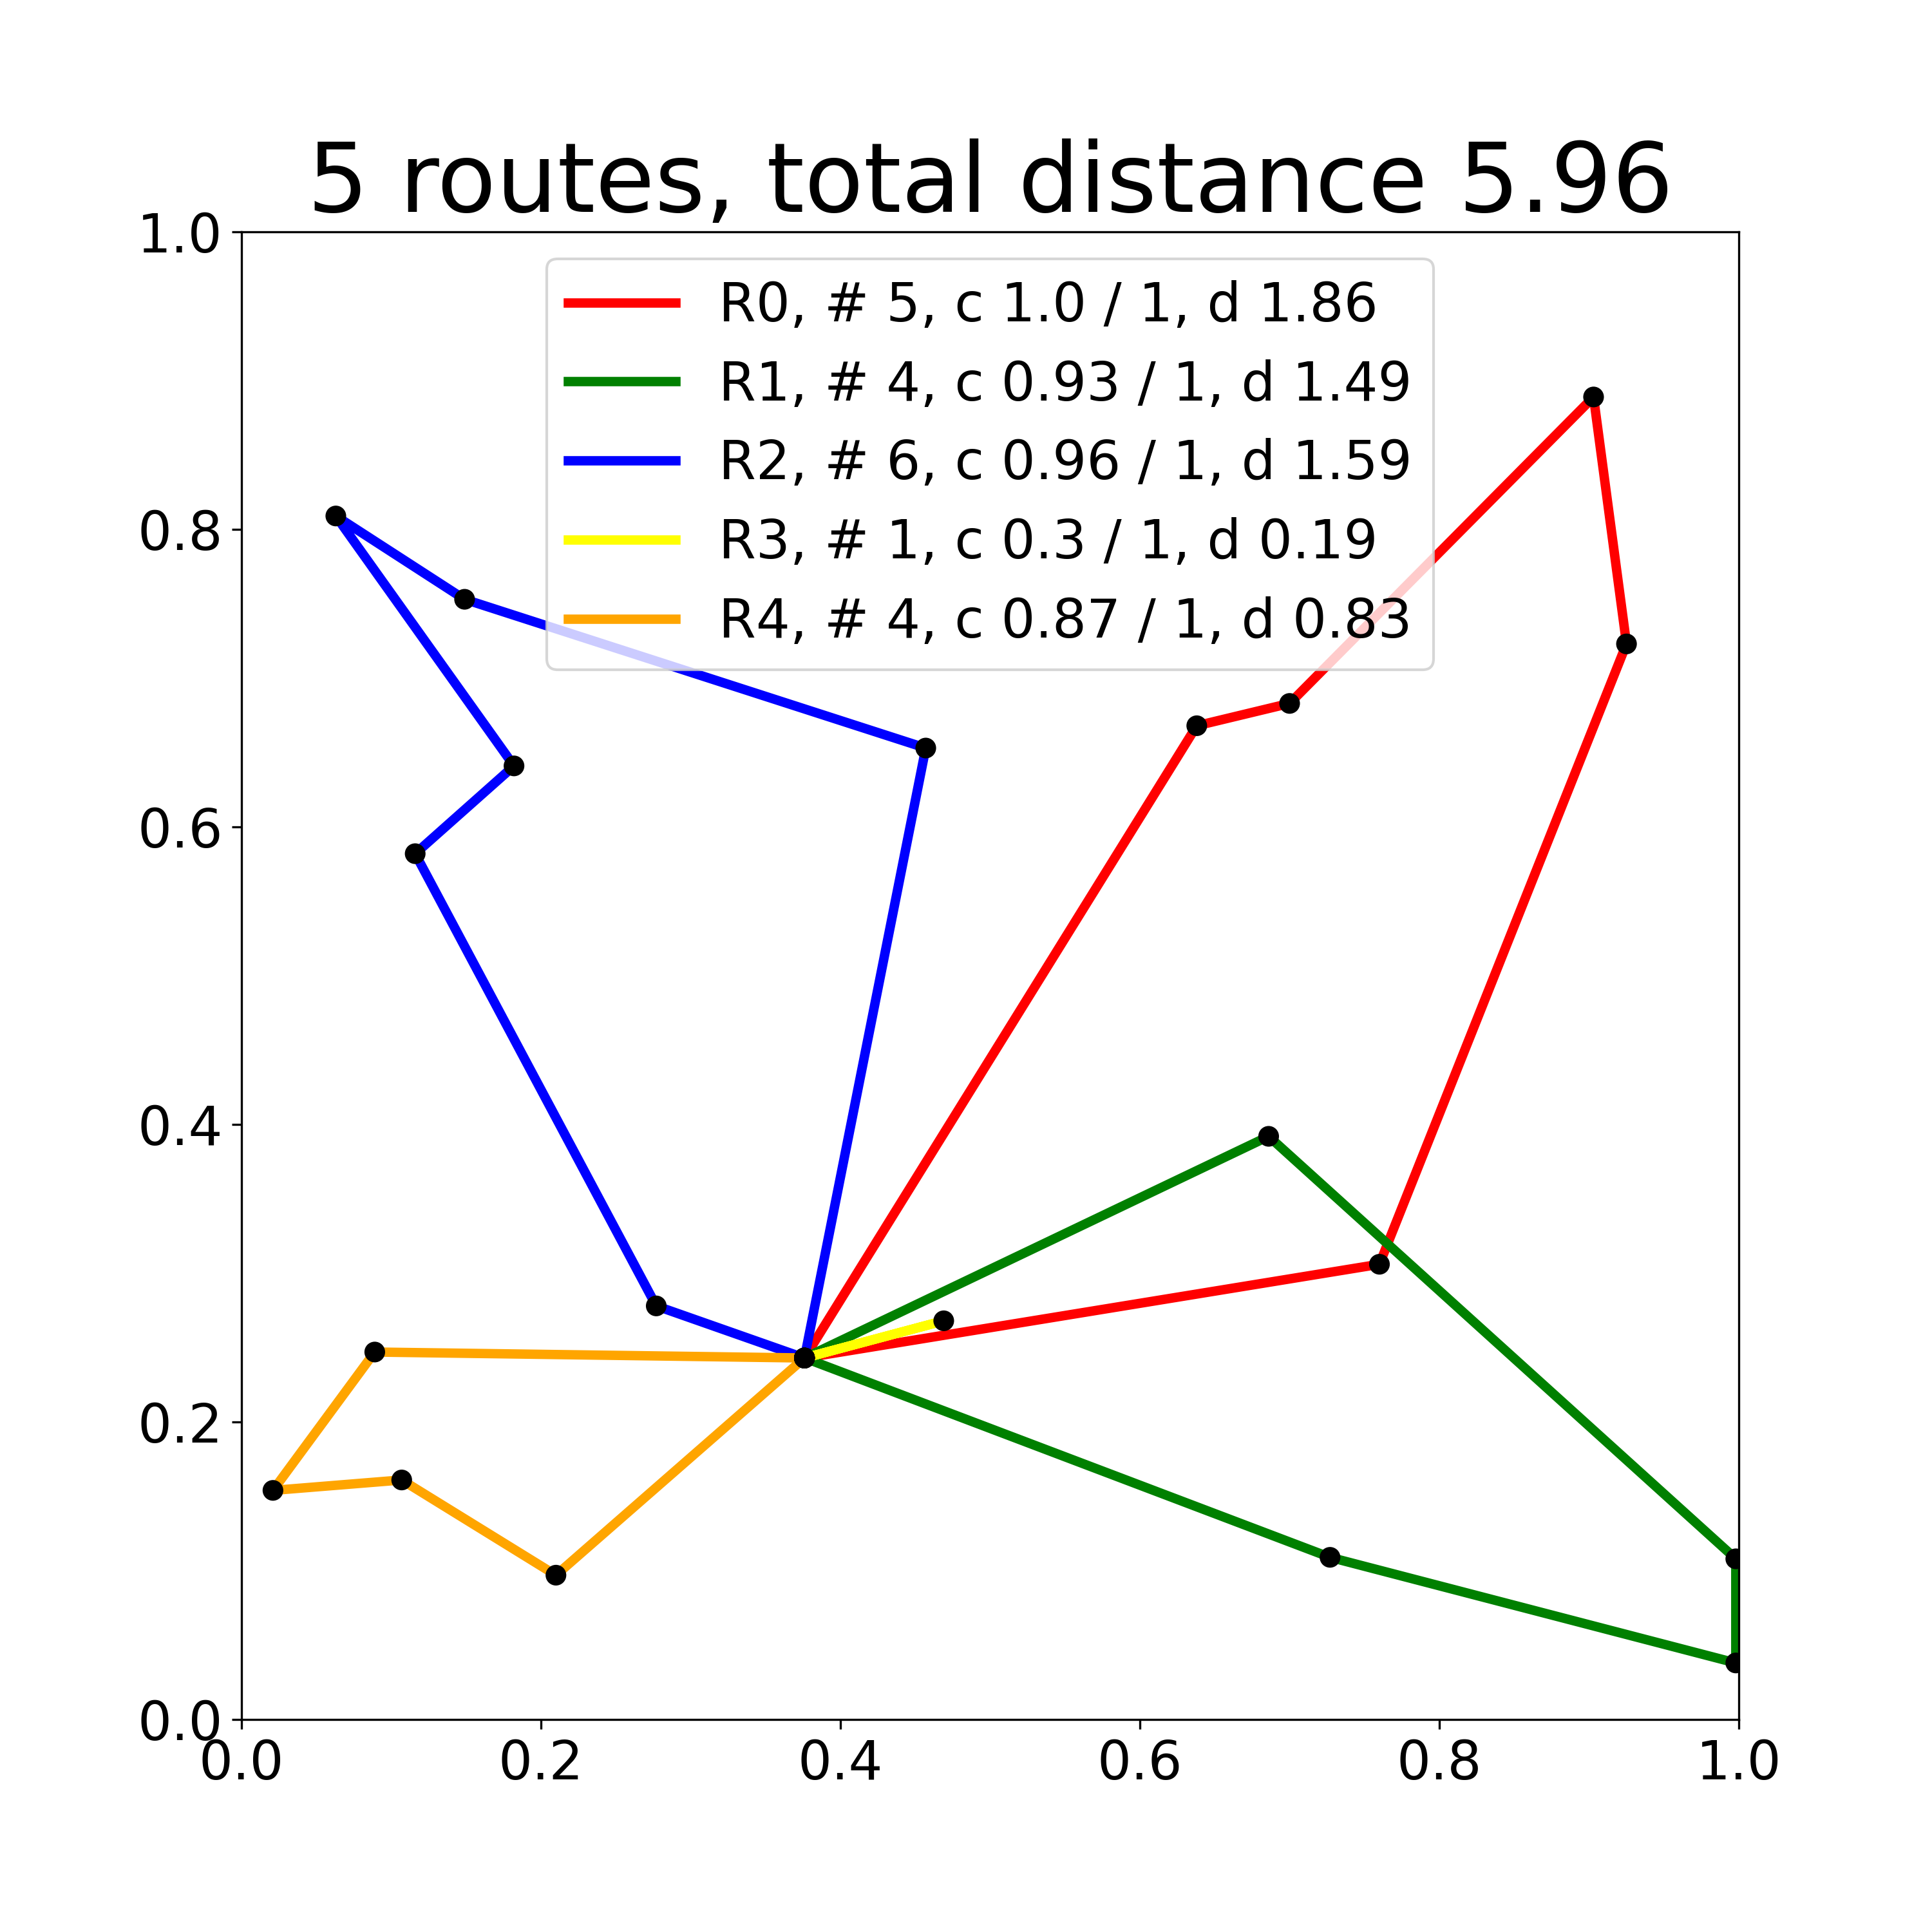 5 routes, total distance 5.96
R0, # 5, c 1.0 / 1, d 1.86
R1, # 4, c 0.93 / 1, d 1.49
R2, # 6, c 0.96 / 1, d 1.59
R3, # 1, c 0.3 / 1, d 0.19
R4, # 4, c 0.87 / 1, d 0.83
1.0
0.8
0.6
0.4
0.2
0.0
0.0 0.2 0.4 0.6 0.8 1.0